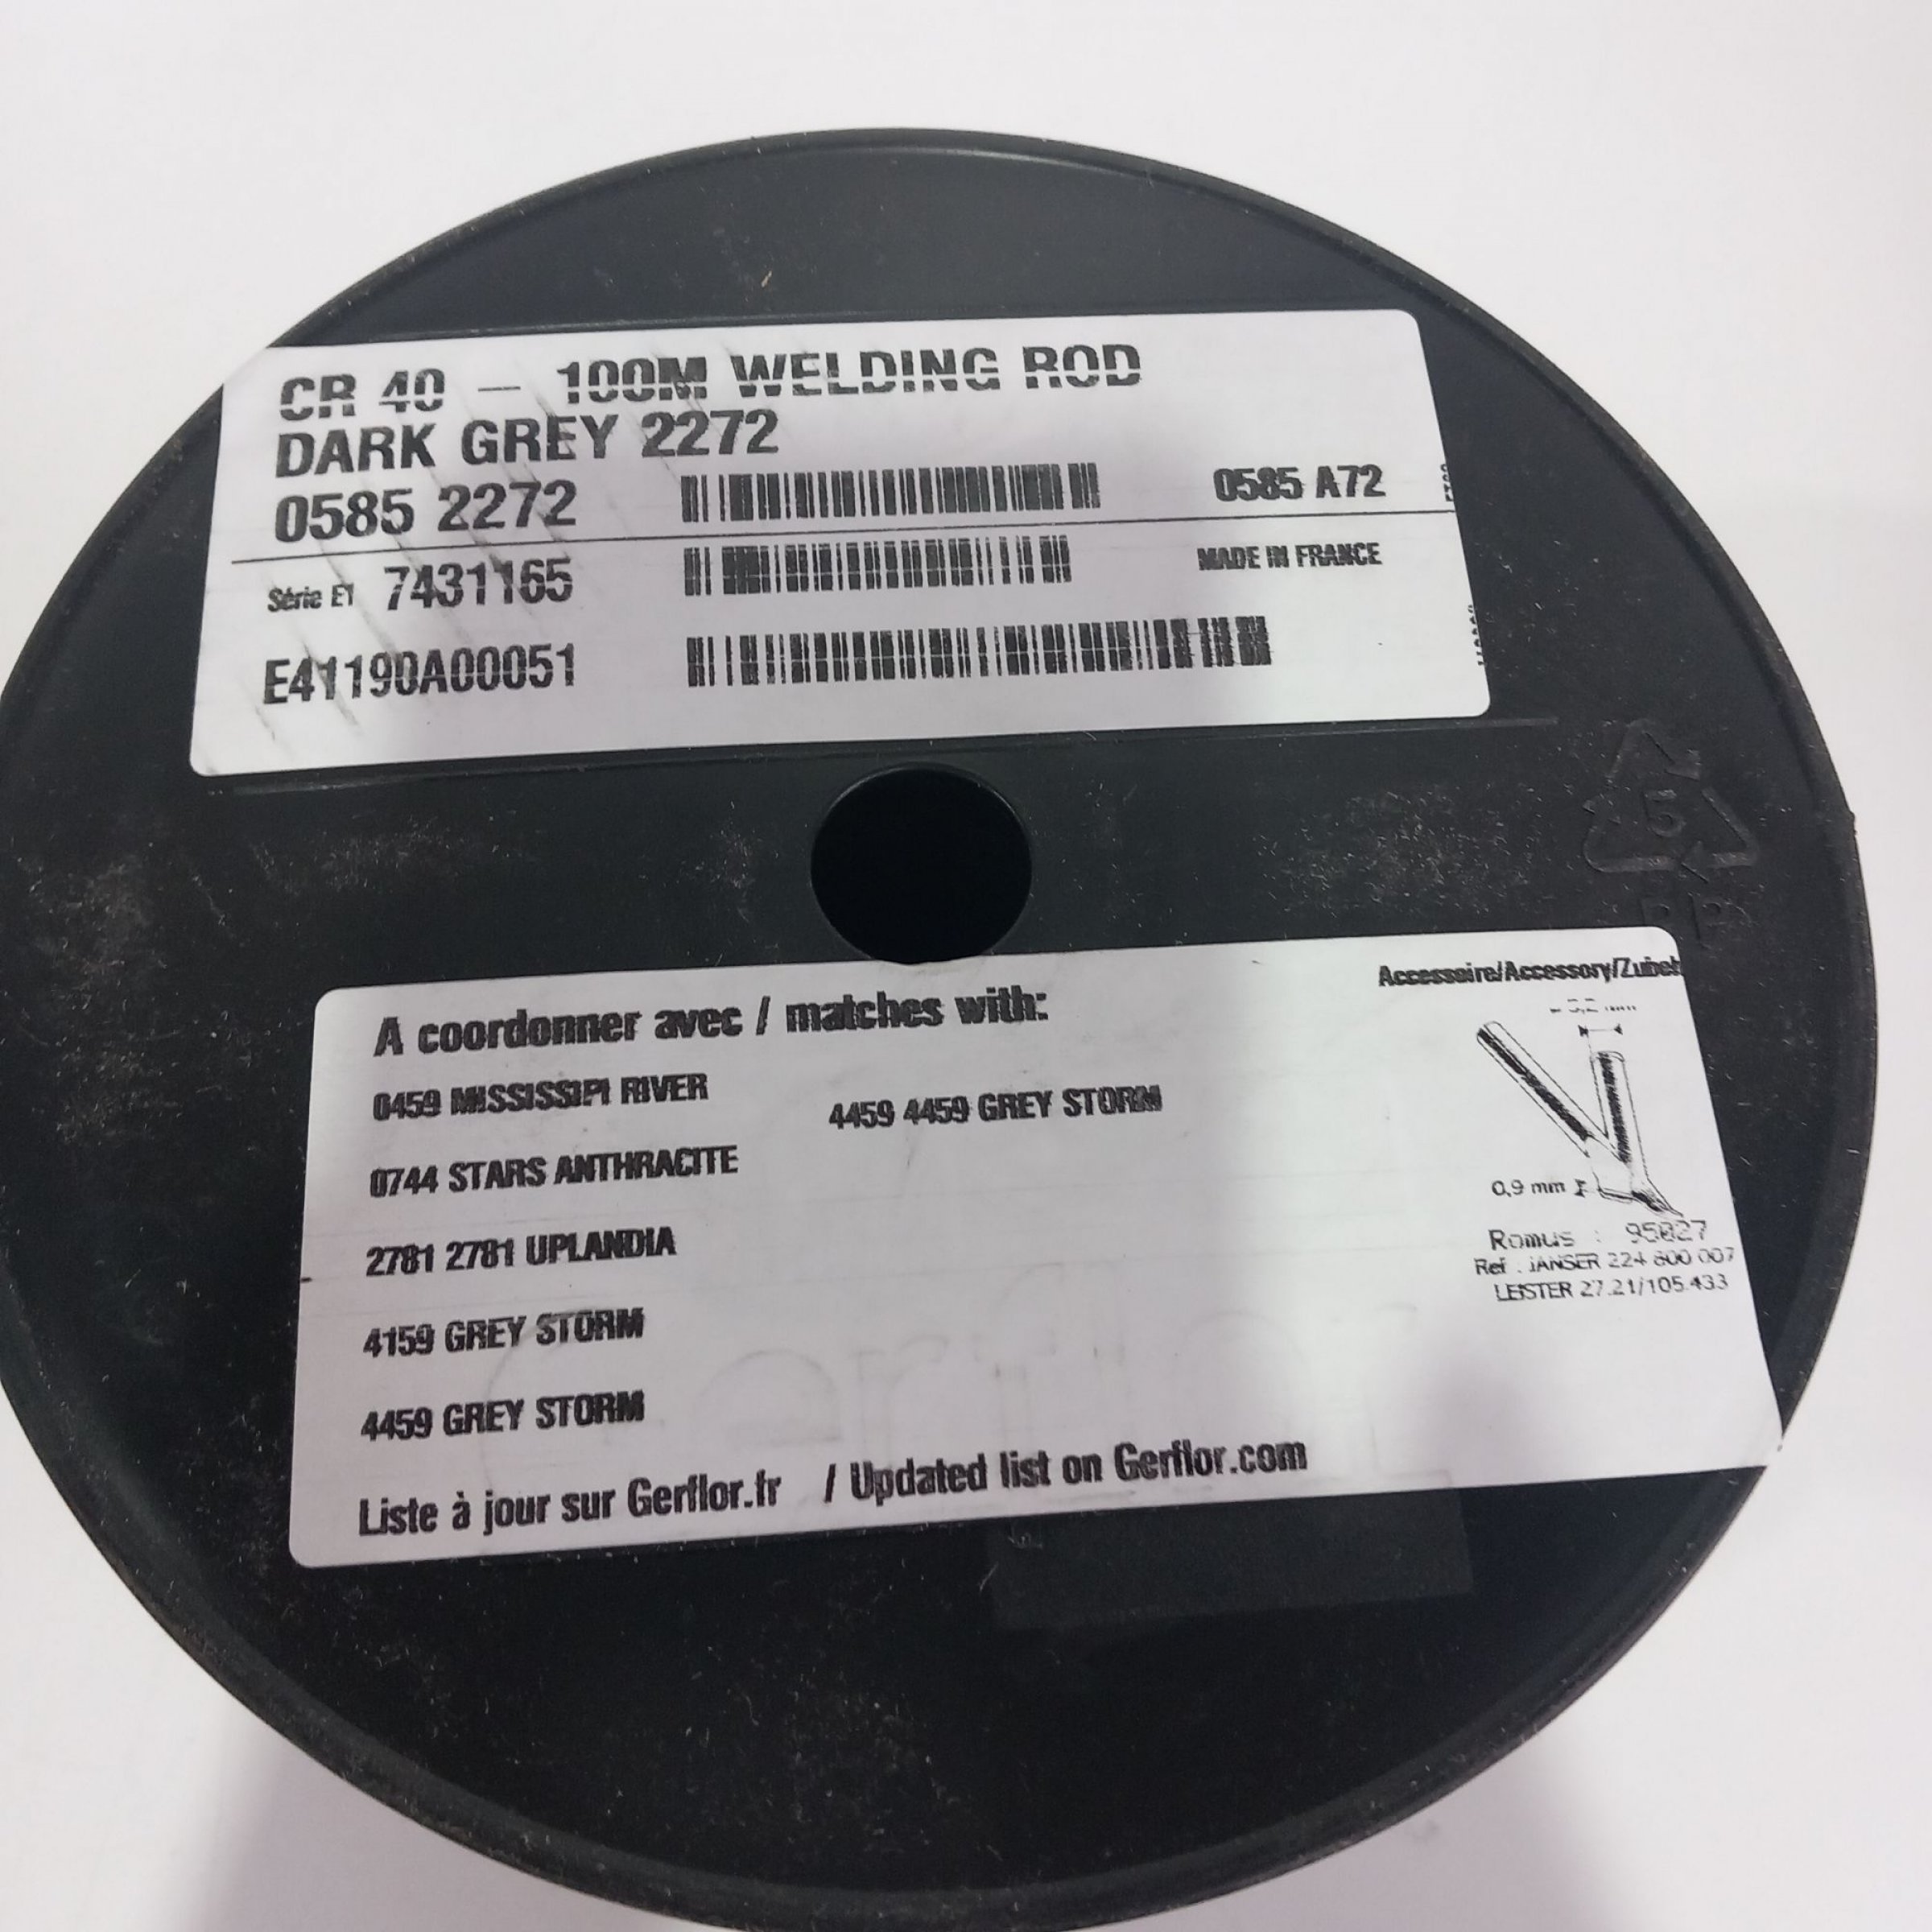 CR 40 - 100M WELDING ROD
DARK GREY 2272
0585 2272
0585 A72
Série E1 7431165
MADE IN FRANCE
E41190A00051
5
PP
A coordonner avec / matches with:
Accessoire/Accessory/Zubeh
0459 MISSISSIPI RIVER
4459 4459 GREY STORM
0744 STARS ANTHRACITE
2781 2781 UPLANDIA
4159 GREY STORM
4459 GREY STORM
0,9 mm
Romus : 95027
Ref : JANSER 224 800 007
LEISTER 27.21/105.433
Liste à jour sur Gerflor.fr / Updated list on Gerflor.com